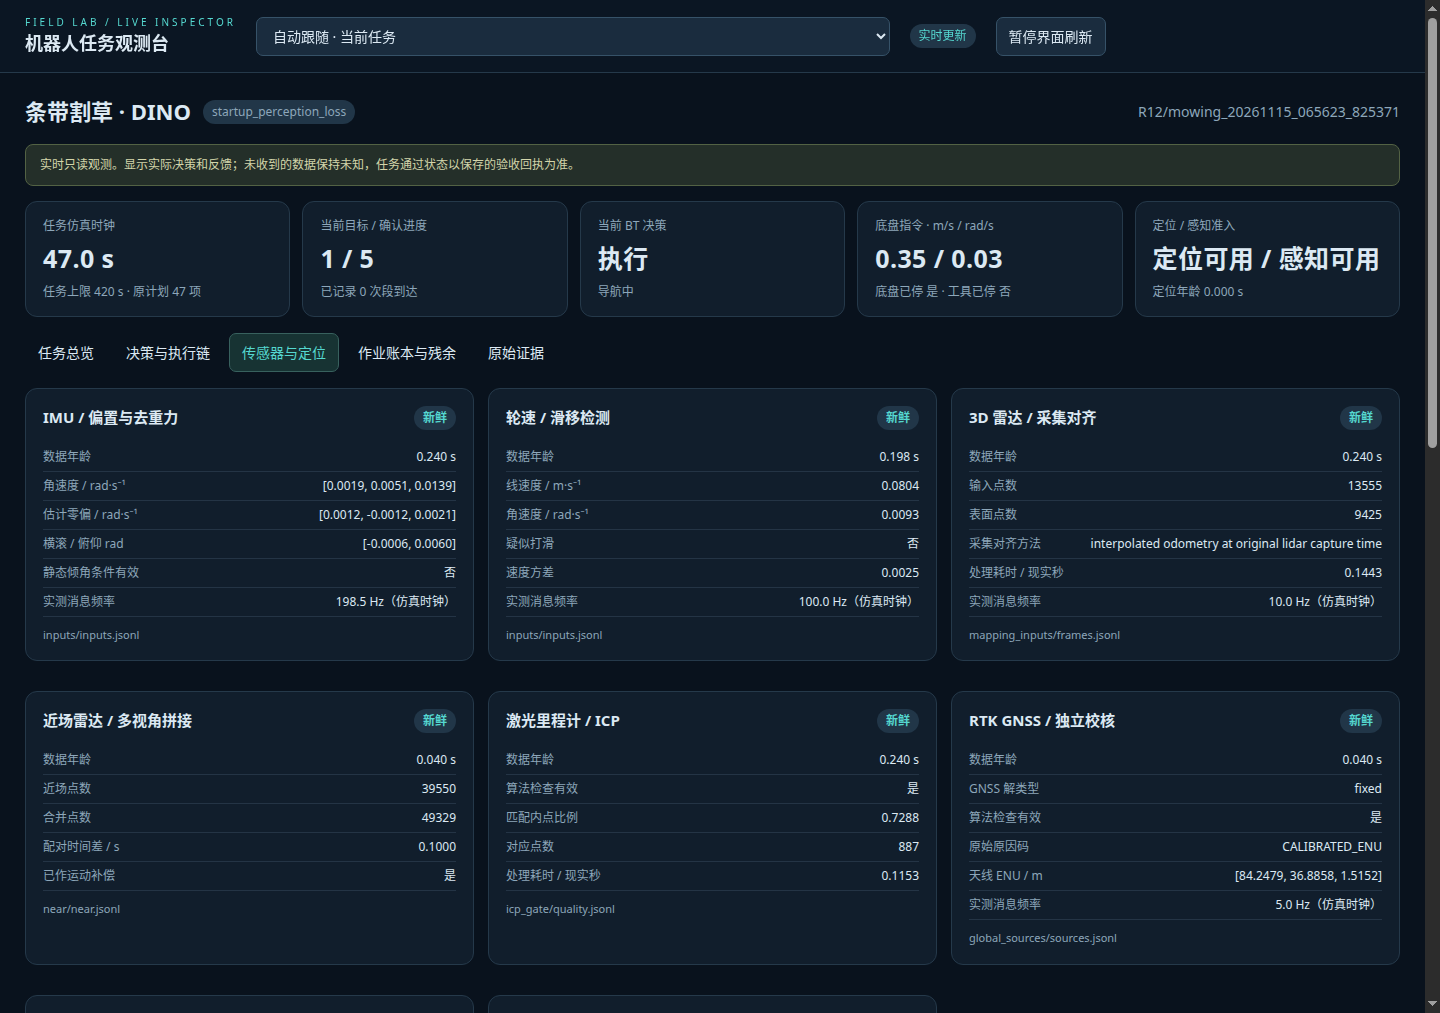 FIELD LAB / LIVE INSPECTOR
机器人任务观测台
自动跟随 · 当前任务
实时更新
暂停界面刷新
条带割草 · DINO
startup_perception_loss
R12/mowing_20261115_065623_825371
实时只读观测。显示实际决策和反馈；未收到的数据保持未知，任务通过状态以保存的验收回执为准。
任务仿真时钟
47.0 s
任务上限 420 s · 原计划 47 项
当前目标 / 确认进度
1 / 5
已记录 0 次段到达
当前 BT 决策
执行
导航中
底盘指令 · m/s / rad/s
0.35 / 0.03
底盘已停 是 · 工具已停 否
定位 / 感知准入
定位可用 / 感知可用
定位年龄 0.000 s
任务总览
决策与执行链
传感器与定位
作业账本与残余
原始证据
IMU / 偏置与去重力
新鲜
数据年龄 0.240 s
角速度 / rad·s⁻¹ [0.0019, 0.0051, 0.0139]
估计零偏 / rad·s⁻¹ [0.0012, -0.0012, 0.0021]
横滚 / 俯仰 rad [-0.0006, 0.0060]
静态倾角条件有效 否
实测消息频率 198.5 Hz（仿真时钟）
inputs/inputs.jsonl
轮速 / 滑移检测
新鲜
数据年龄 0.198 s
线速度 / m·s⁻¹ 0.0804
角速度 / rad·s⁻¹ 0.0093
疑似打滑 否
速度方差 0.0025
实测消息频率 100.0 Hz（仿真时钟）
inputs/inputs.jsonl
3D 雷达 / 采集对齐
新鲜
数据年龄 0.240 s
输入点数 13555
表面点数 9425
采集对齐方法 interpolated odometry at original lidar capture time
处理耗时 / 现实秒 0.1443
实测消息频率 10.0 Hz（仿真时钟）
mapping_inputs/frames.jsonl
近场雷达 / 多视角拼接
新鲜
数据年龄 0.040 s
近场点数 39550
合并点数 49329
配对时间差 / s 0.1000
已作运动补偿 是
near/near.jsonl
激光里程计 / ICP
新鲜
数据年龄 0.240 s
算法检查有效 是
匹配内点比例 0.7288
对应点数 887
处理耗时 / 现实秒 0.1153
icp_gate/quality.jsonl
RTK GNSS / 独立校核
新鲜
数据年龄 0.040 s
GNSS 解类型 fixed
算法检查有效 是
原始原因码 CALIBRATED_ENU
天线 ENU / m [84.2479, 36.8858, 1.5152]
实测消息频率 5.0 Hz（仿真时钟）
global_sources/sources.jsonl